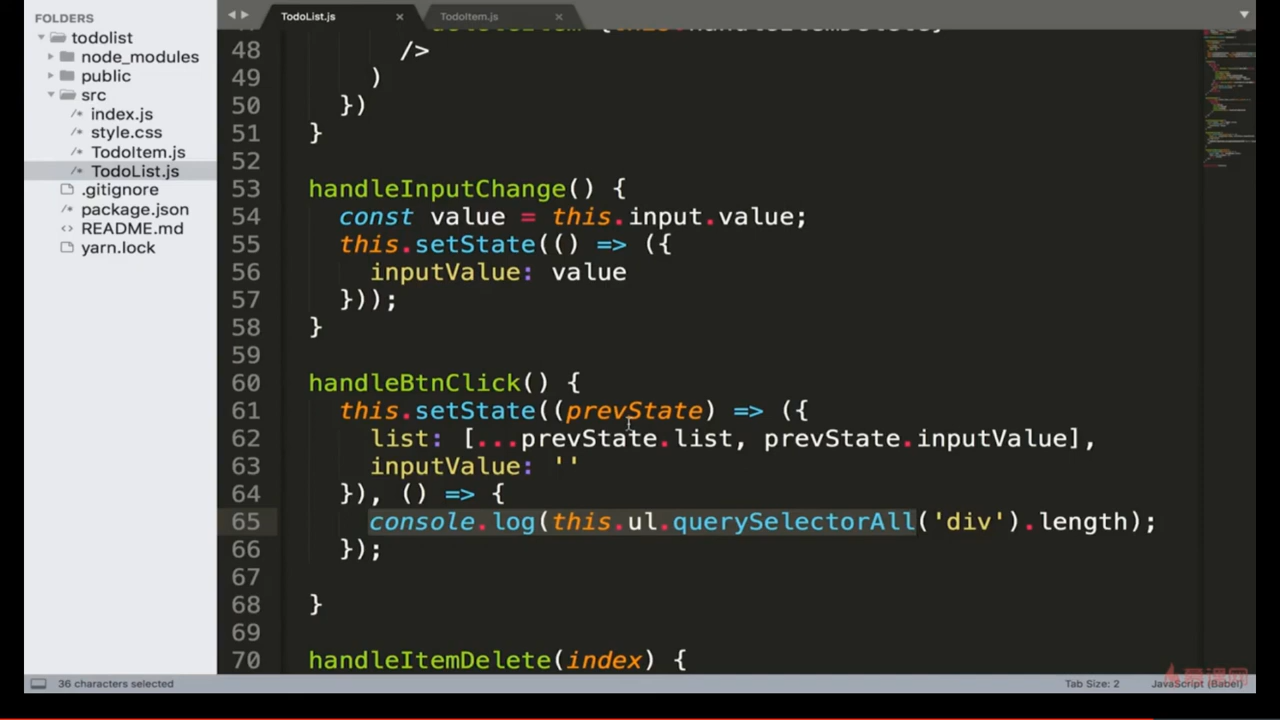 FOLDERS
todolist
node_modules
public
src
index.js
style.css
TodoItem.js
TodoList.js
.gitignore
package.json
README.md
yarn.lock
TodoList.js
TodoItem.js
48 />
49 )
50 })
51 }
52
53 handleInputChange() {
54 const value = this.input.value;
55 this.setState(() => ({
56 inputValue: value
57 }));
58 }
59
60 handleBtnClick() {
61 this.setState((prevState) => ({
62 list: [...prevState.list, prevState.inputValue],
63 inputValue: ''
64 }), () => {
65 console.log(this.ul.querySelectorAll('div').length);
66 });
67
68 }
69
70 handleItemDelete(index) {
36 characters selected
Tab Size: 2
JavaScript (Babel)
慕课网